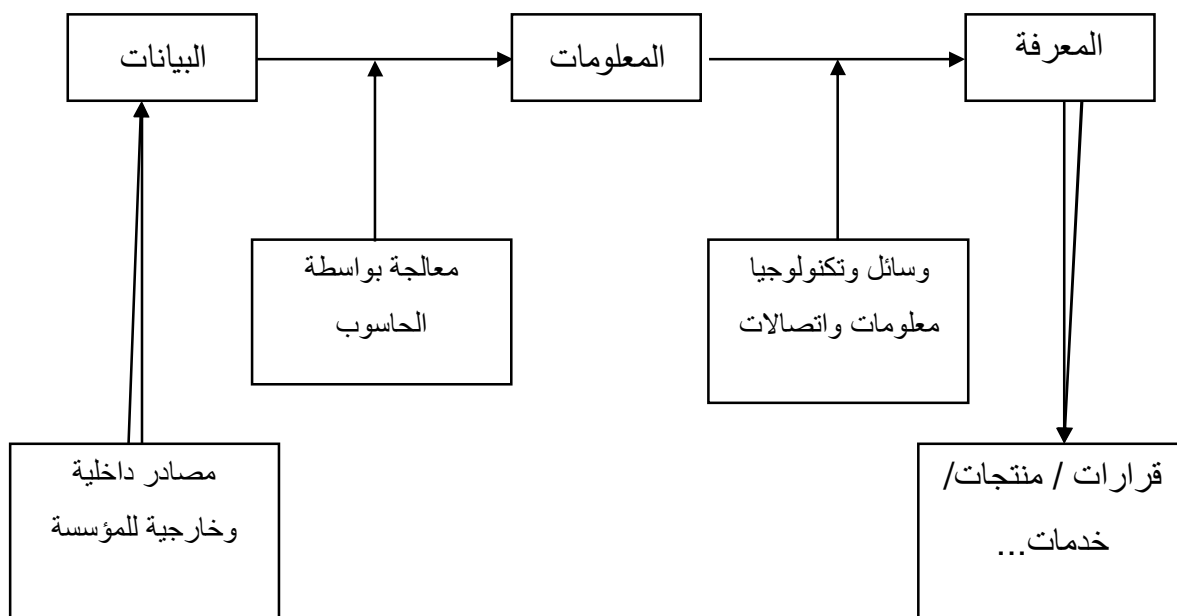 البيانات
المعلومات
المعرفة
معالجة بواسطة
الحاسوب
وسائل وتكنولوجيا
معلومات واتصالات
مصادر داخلية
وخارجية للمؤسسة
قرارات / منتجات/
خدمات...